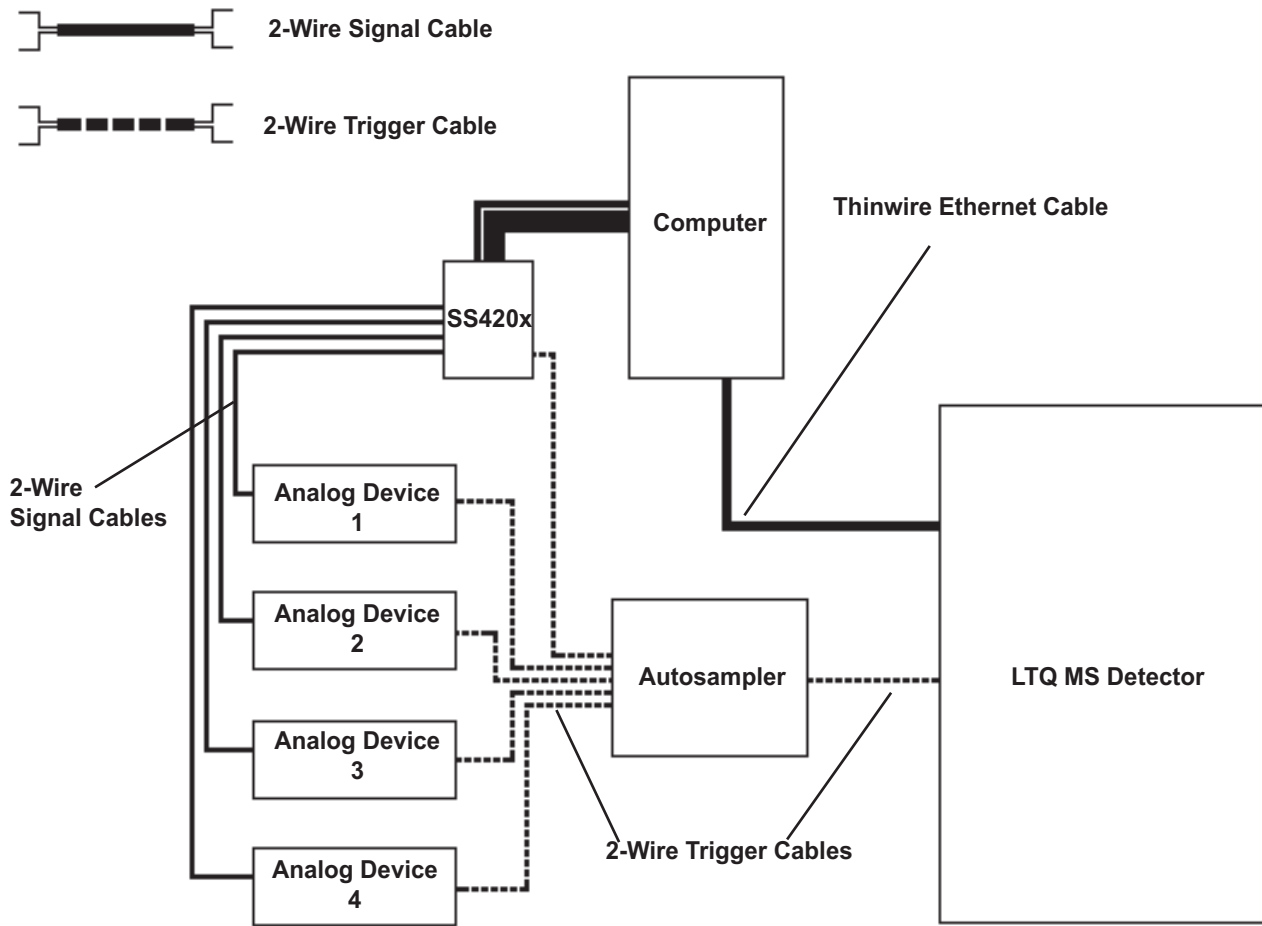 2-Wire Signal Cable
2-Wire Trigger Cable
Computer
Thinwire Ethernet Cable
SS420x
2-Wire
Signal Cables
Analog Device
1
Analog Device
2
Autosampler
LTQ MS Detector
Analog Device
3
2-Wire Trigger Cables
Analog Device
4